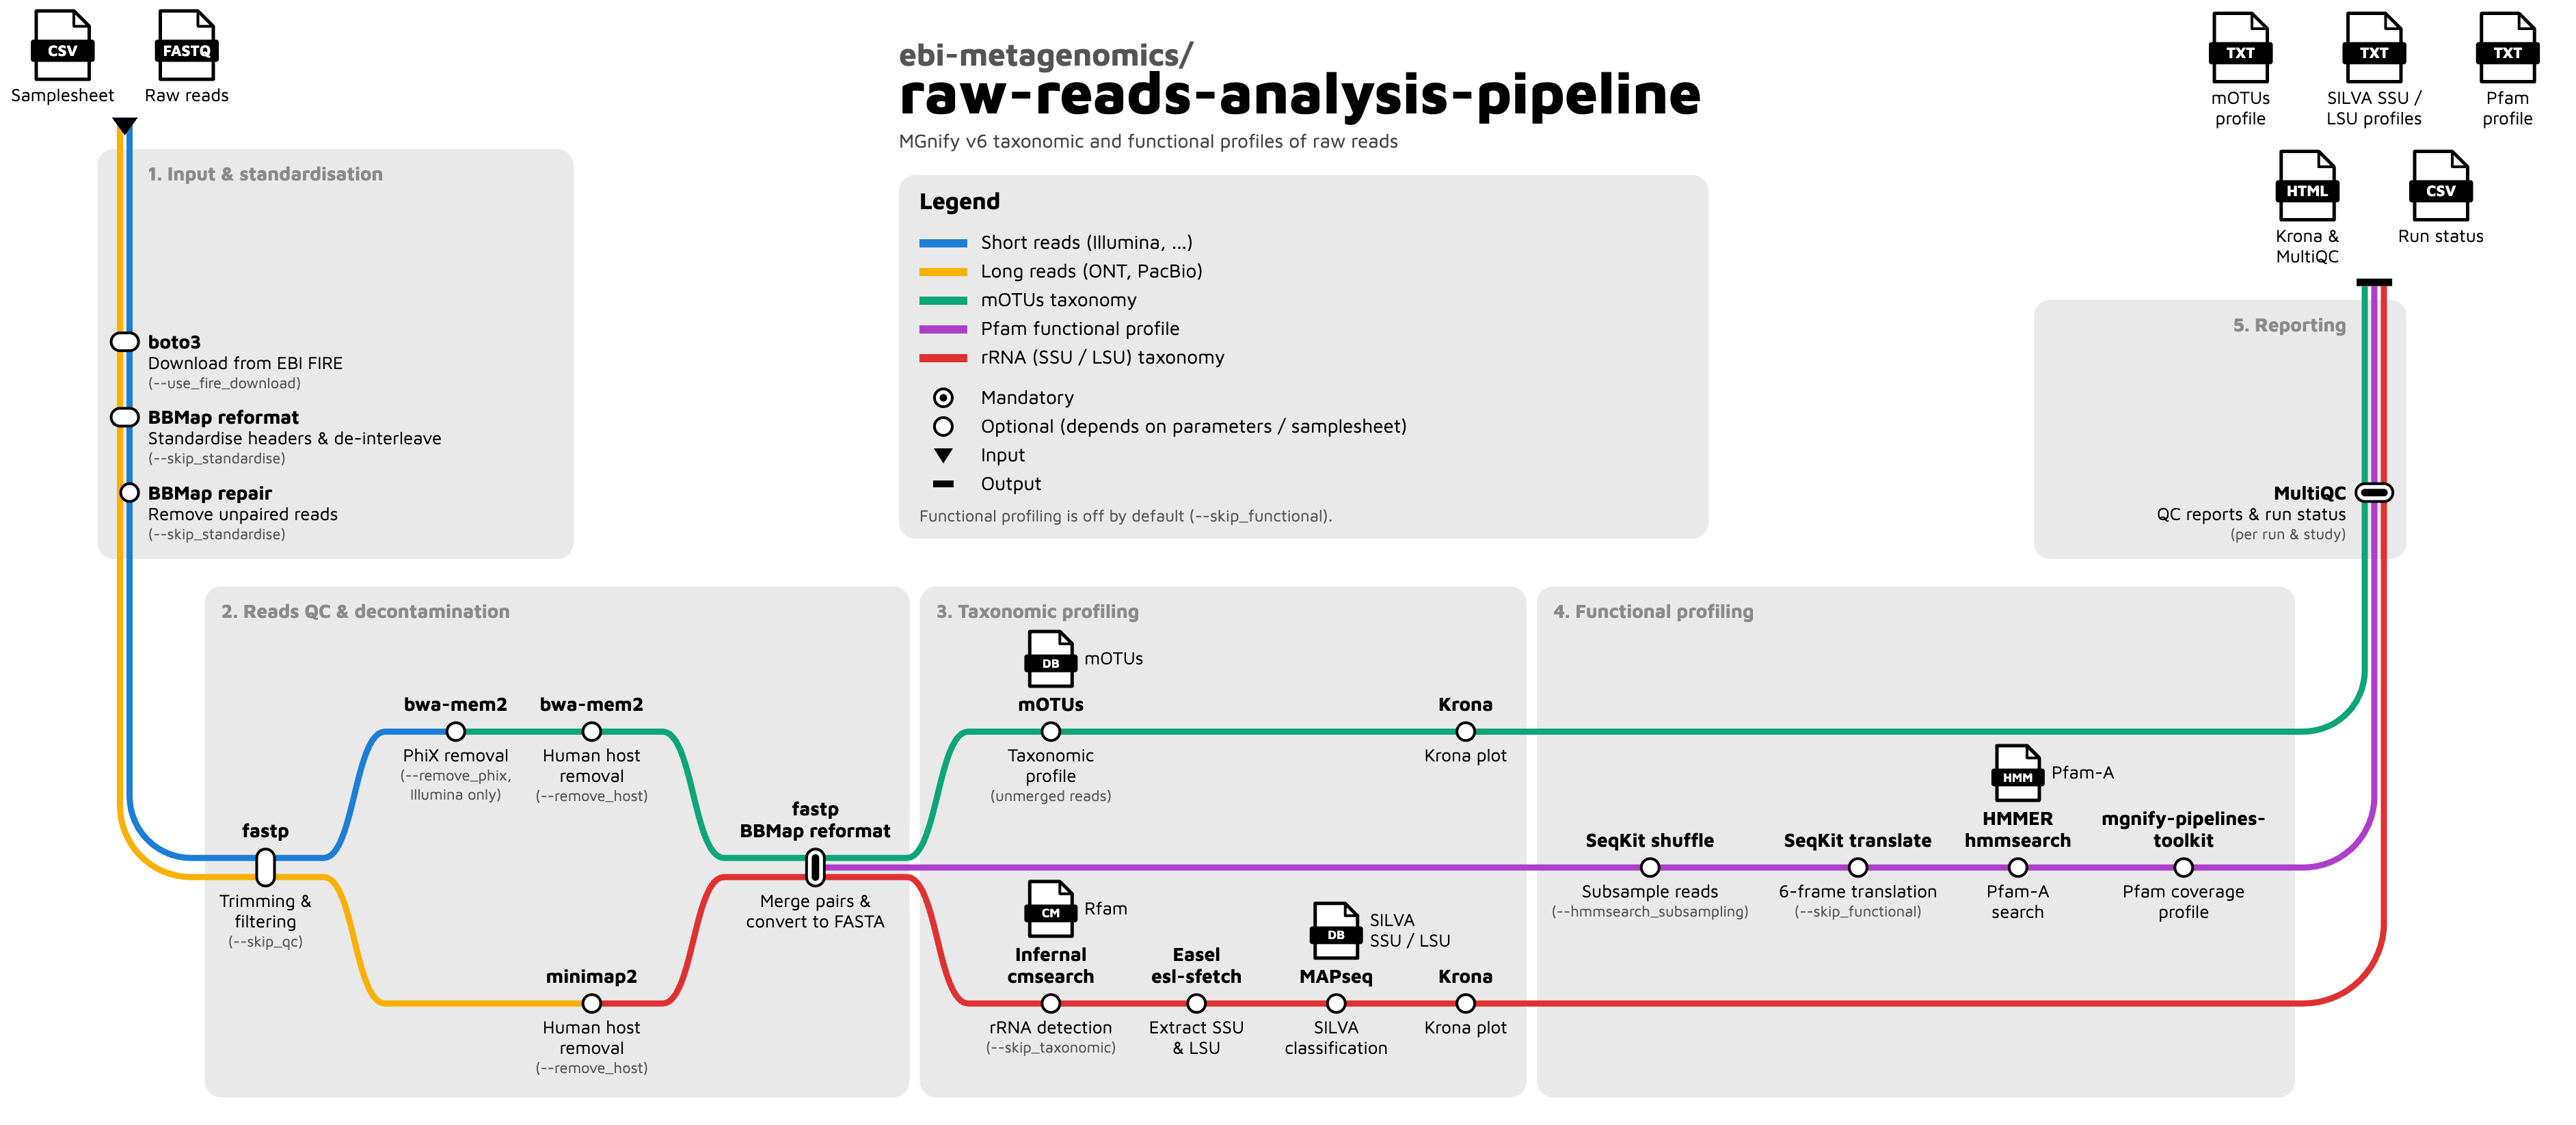 CSV
Samplesheet
FASTQ
Raw reads
ebi-metagenomics/
raw-reads-analysis-pipeline
MGnify v6 taxonomic and functional profiles of raw reads
TXT
mOTUs
profile
TXT
SILVA SSU /
LSU profiles
TXT
Pfam
profile
HTML
Krona &
MultiQC
CSV
Run status
1. Input & standardisation
boto3
Download from EBI FIRE
(--use_fire_download)
BBMap reformat
Standardise headers & de-interleave
(--skip_standardise)
BBMap repair
Remove unpaired reads
(--skip_standardise)
Legend
Short reads (Illumina, ...)
Long reads (ONT, PacBio)
mOTUs taxonomy
Pfam functional profile
rRNA (SSU / LSU) taxonomy
Mandatory
Optional (depends on parameters / samplesheet)
Input
Output
Functional profiling is off by default (--skip_functional).
5. Reporting
MultiQC
QC reports & run status
(per run & study)
2. Reads QC & decontamination
fastp
Trimming &
filtering
(--skip_qc)
bwa-mem2
PhiX removal
(--remove_phix,
Illumina only)
bwa-mem2
Human host
removal
(--remove_host)
minimap2
Human host
removal
(--remove_host)
fastp
BBMap reformat
Merge pairs &
convert to FASTA
3. Taxonomic profiling
DB
mOTUs
mOTUs
Taxonomic
profile
(unmerged reads)
Krona
Krona plot
CM
Rfam
Infernal
cmsearch
rRNA detection
(--skip_taxonomic)
Easel
esl-sfetch
Extract SSU
& LSU
DB
SILVA
SSU / LSU
MAPseq
SILVA
classification
Krona
Krona plot
4. Functional profiling
SeqKit shuffle
Subsample reads
(--hmmsearch_subsampling)
SeqKit translate
6-frame translation
(--skip_functional)
HMM
Pfam-A
HMMER
hmmsearch
Pfam-A
search
mgnify-pipelines-
toolkit
Pfam coverage
profile